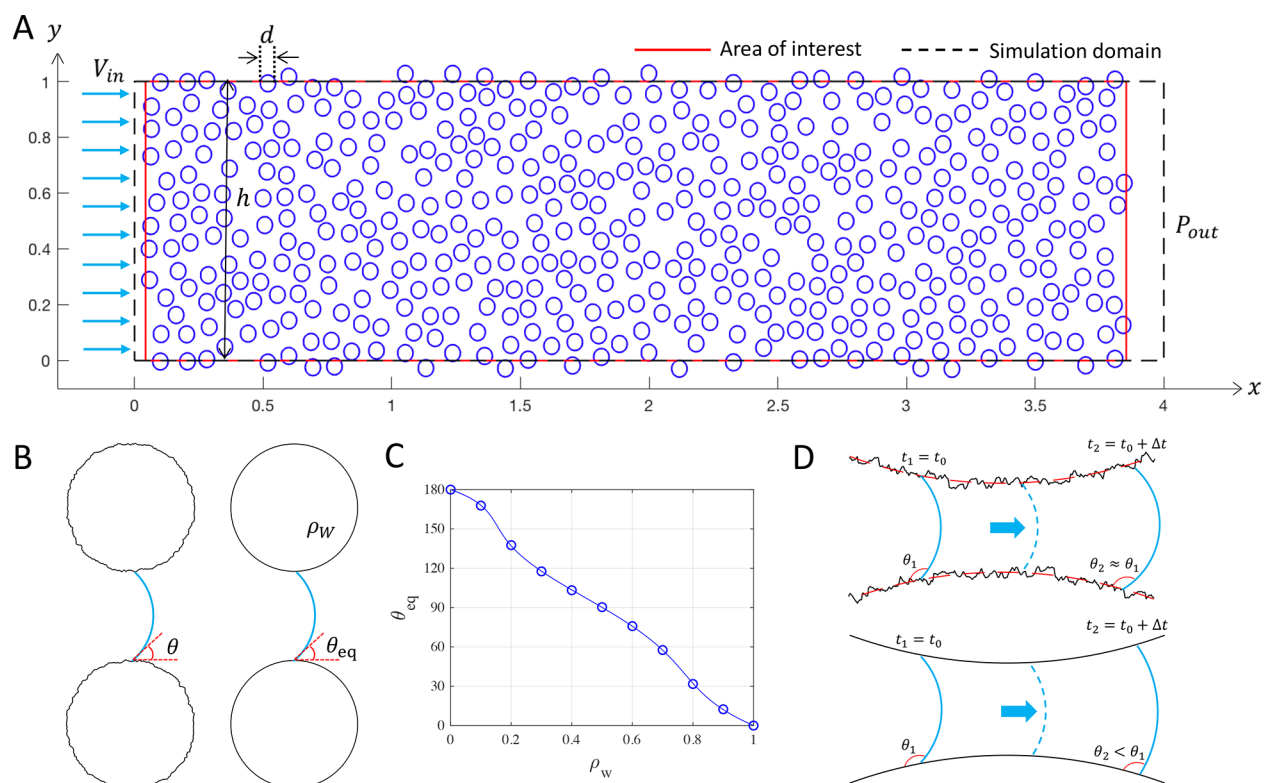 A
y
d
Area of interest
Simulation domain
V_in
1
0.8
0.6
h
0.4
P_out
0.2
0
x
0 0.5 1 1.5 2 2.5 3 3.5 4
B
ρ_W
θ
θ_eq
C
180
150
120
90
60
30
0
θ_eq
0 0.2 0.4 0.6 0.8 1
ρ_w
D
t_1 = t_0
t_2 = t_0 + Δt
θ_1
θ_2 ≈ θ_1
t_1 = t_0
t_2 = t_0 + Δt
θ_1
θ_2 < θ_1